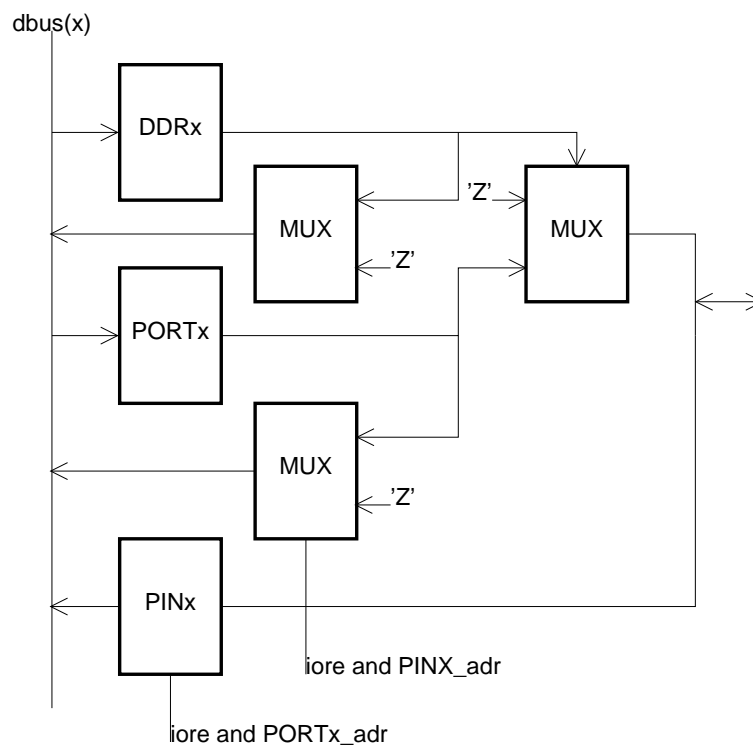 dbus(x)
DDRx
'Z'
MUX
MUX
'Z'
PORTx
MUX
'Z'
PINx
iore and PINX_adr
iore and PORTx_adr